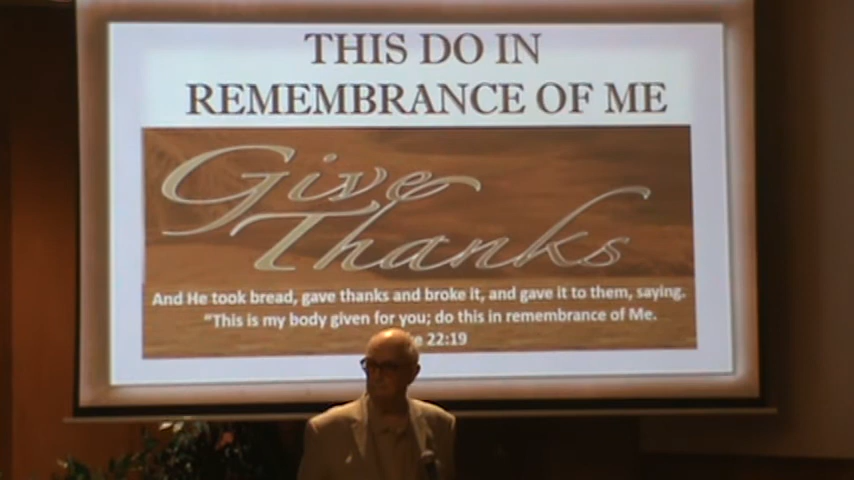 THIS DO IN
REMEMBRANCE OF ME
Give
Thanks
And He took bread, gave thanks and broke it, and gave it to them, saying.
"This is my body given for you; do this in remembrance of Me.
22:19